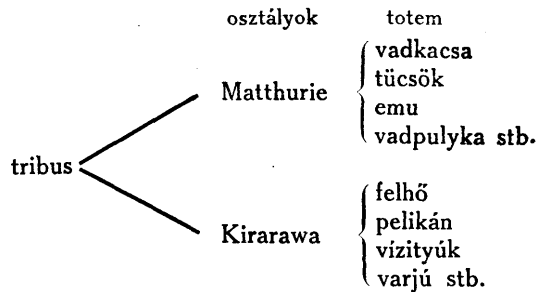 osztályok totem
vadkacsa
tücsök
Matthurie
emu
vadpulyka stb.
tribus
felhő
pelikán
Kirarawa
vízityúk
varjú stb.